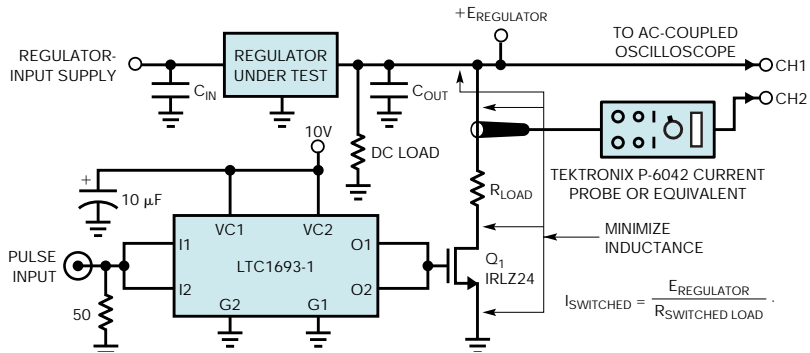 +E_REGULATOR
TO AC-COUPLED
OSCILLOSCOPE
REGULATOR-
INPUT SUPPLY
REGULATOR
UNDER TEST
C_IN
C_OUT
CH1
CH2
10V
DC LOAD
TEKTRONIX P-6042 CURRENT
PROBE OR EQUIVALENT
+
10 µF
R_LOAD
VC1
VC2
MINIMIZE
INDUCTANCE
PULSE
INPUT
I1
O1
LTC1693-1
Q1
IRLZ24
I2
O2
50
G2
G1
I_SWITCHED = E_REGULATOR / R_SWITCHED LOAD .